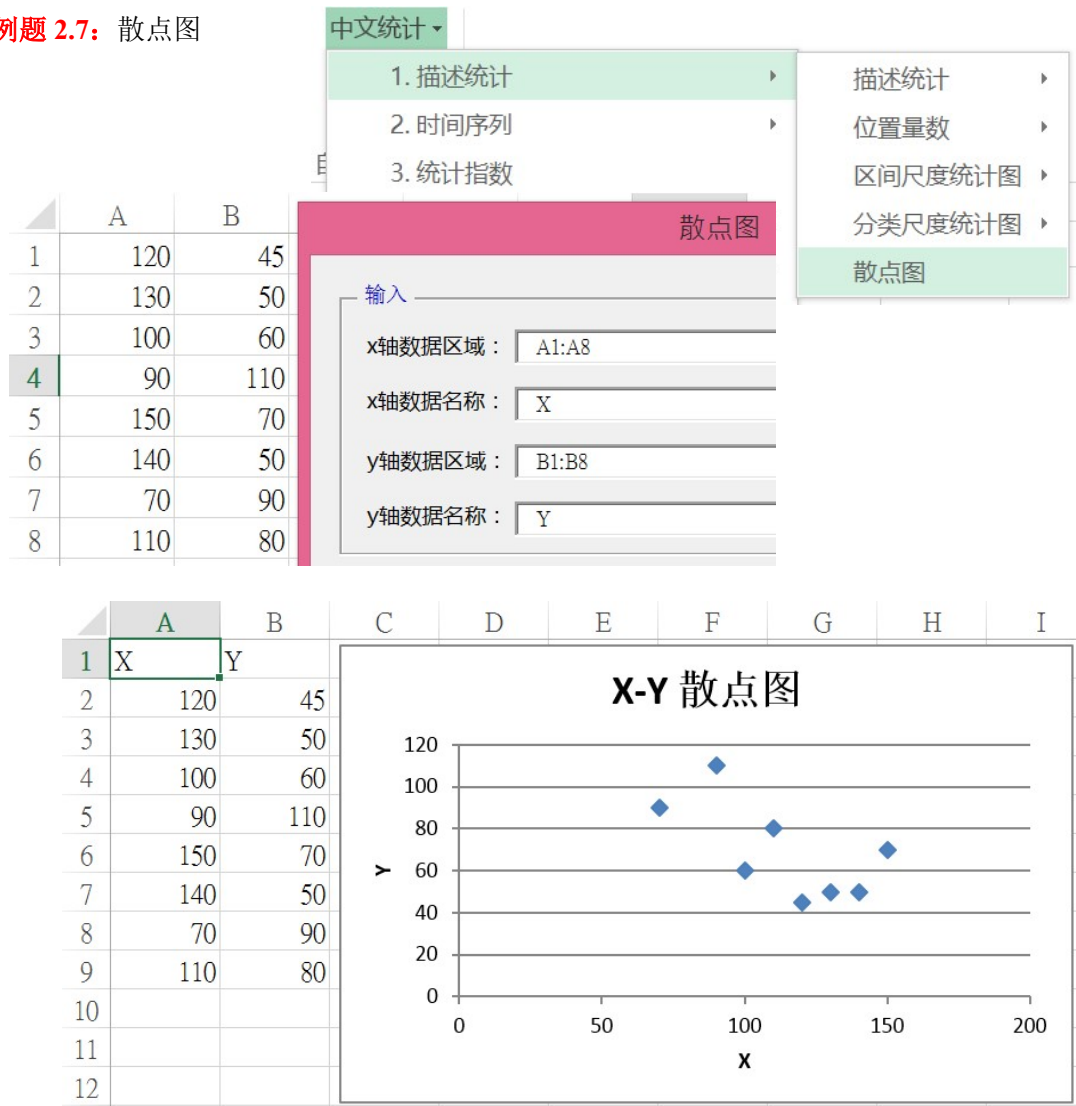 例题 2.7：散点图
中文统计
1. 描述统计
2. 时间序列
3. 统计指数
描述统计
位置量数
区间尺度统计图
分类尺度统计图
散点图
A B
1 120 45
2 130 50
3 100 60
4 90 110
5 150 70
6 140 50
7 70 90
8 110 80
散点图
输入
x轴数据区域： A1:A8
x轴数据名称： X
y轴数据区域： B1:B8
y轴数据名称： Y
A B C D E F G H I
1 X Y
2 120 45
3 130 50
4 100 60
5 90 110
6 150 70
7 140 50
8 70 90
9 110 80
10
11
12
X-Y 散点图
120
100
80
60
40
20
0
Y
0 50 100 150 200
X